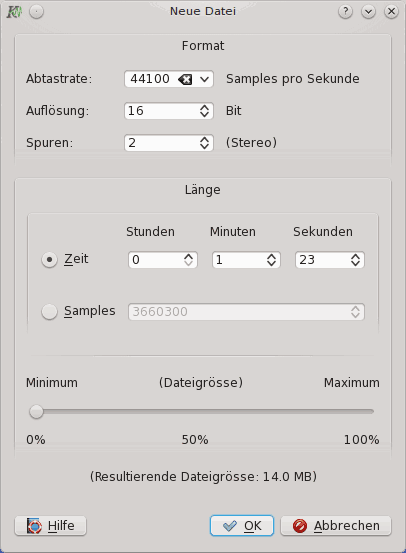 Neue Datei
Format
Abtastrate: 44100 Samples pro Sekunde
Auflösung: 16 Bit
Spuren: 2 (Stereo)
Länge
Stunden Minuten Sekunden
Zeit 0 1 23
Samples 3660300
Minimum (Dateigrösse) Maximum
0% 50% 100%
(Resultierende Dateigrösse: 14.0 MB)
Hilfe OK Abbrechen